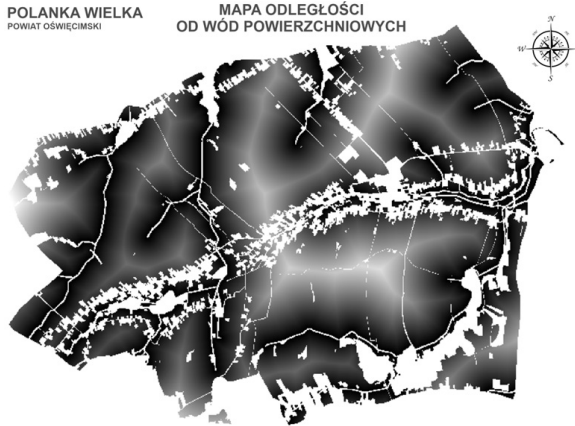 POLANKA WIELKA
POWIAT OŚWIĘCIMSKI
MAPA ODLEGŁOŚCI
OD WÓD POWIERZCHNIOWYCH
N
W
E
S